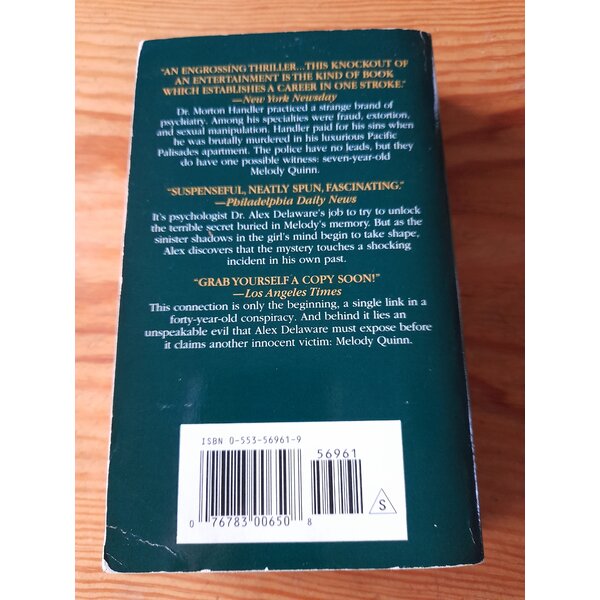 "AN ENGROSSING THRILLER...THIS KNOCKOUT OF
AN ENTERTAINMENT IS THE KIND OF BOOK
WHICH ESTABLISHES A CAREER IN ONE STROKE."
—New York Newsday
Dr. Morton Handler practiced a strange brand of
psychiatry. Among his specialties were fraud, extortion,
and sexual manipulation. Handler paid for his sins when
he was brutally murdered in his luxurious Pacific
Palisades apartment. The police have no leads, but they
do have one possible witness: seven-year-old
Melody Quinn.
"SUSPENSEFUL, NEATLY SPUN, FASCINATING."
—Philadelphia Daily News
It's psychologist Dr. Alex Delaware's job to try to unlock
the terrible secret buried in Melody's memory. But as the
sinister shadows in the girl's mind begin to take shape,
Alex discovers that the mystery touches a shocking
incident in his own past.
"GRAB YOURSELF A COPY SOON!"
—Los Angeles Times
This connection is only the beginning, a single link in a
forty-year-old conspiracy. And behind it lies an
unspeakable evil that Alex Delaware must expose before
it claims another innocent victim: Melody Quinn.
ISBN 0-553-56961-9
56961
S
0 76783 00650 8